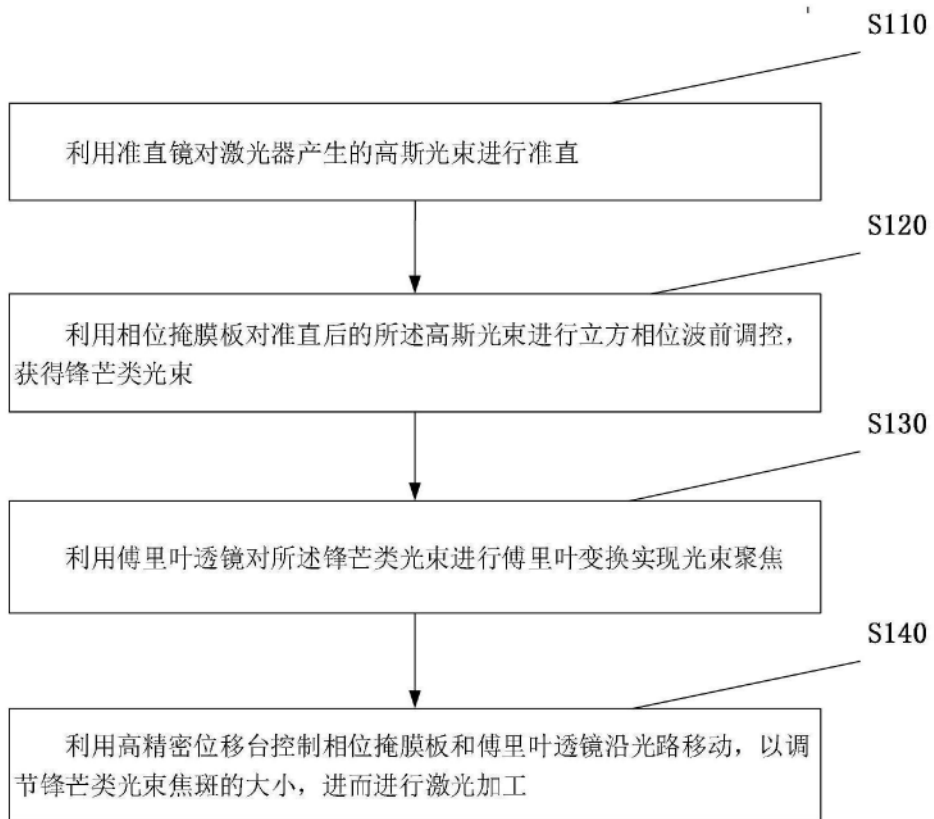 S110
利用准直镜对激光器产生的高斯光束进行准直
S120
利用相位掩膜板对准直后的所述高斯光束进行立方相位波前调控,
获得锋芒类光束
S130
利用傅里叶透镜对所述锋芒类光束进行傅里叶变换实现光束聚焦
S140
利用高精密位移台控制相位掩膜板和傅里叶透镜沿光路移动，以调
节锋芒类光束焦斑的大小，进而进行激光加工